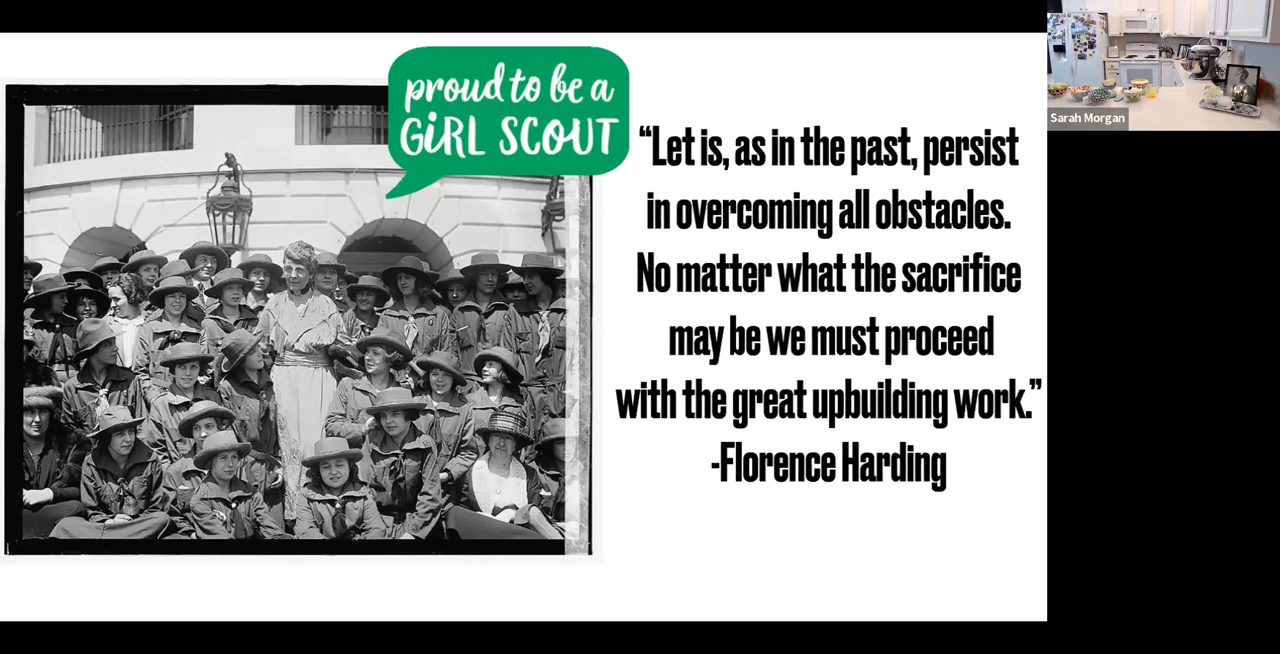 proud to be a
GiRL SCOUT
“Let is, as in the past, persist
in overcoming all obstacles.
No matter what the sacrifice
may be we must proceed
with the great upbuilding work.”
-Florence Harding
Sarah Morgan